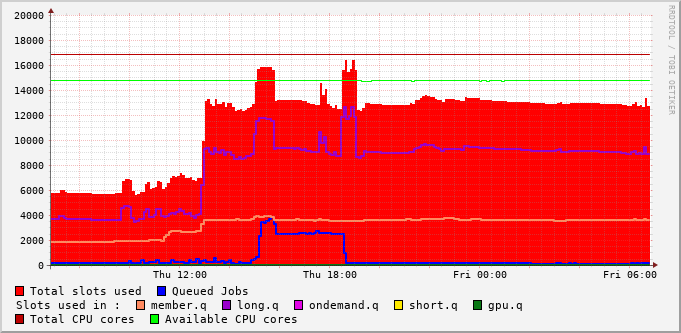 20000
18000
16000
14000
12000
10000
8000
6000
4000
2000
0
Thu 12:00 Thu 18:00 Fri 00:00 Fri 06:00
RRDTOOL / TOBI OETIKER
Total slots used Queued Jobs
Slots used in : member.q long.q ondemand.q short.q gpu.q
Total CPU cores Available CPU cores